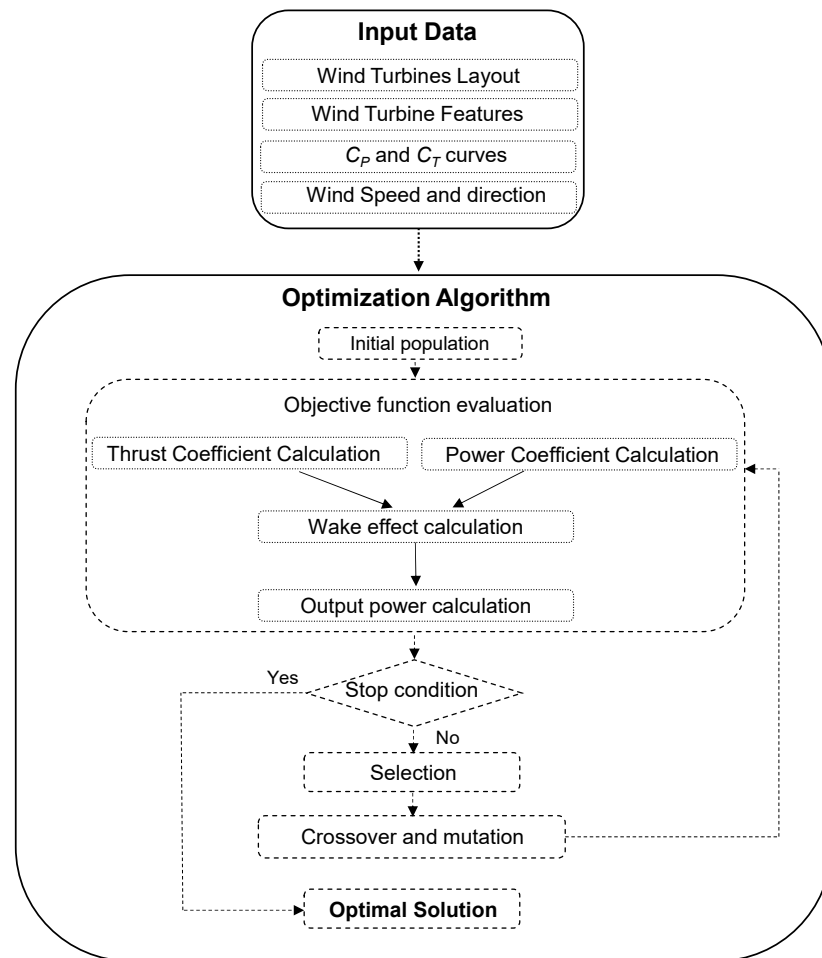 Input Data
Wind Turbines Layout
Wind Turbine Features
C_P and C_T curves
Wind Speed and direction
Optimization Algorithm
Initial population
Objective function evaluation
Thrust Coefficient Calculation
Power Coefficient Calculation
Wake effect calculation
Output power calculation
Yes
Stop condition
No
Selection
Crossover and mutation
Optimal Solution